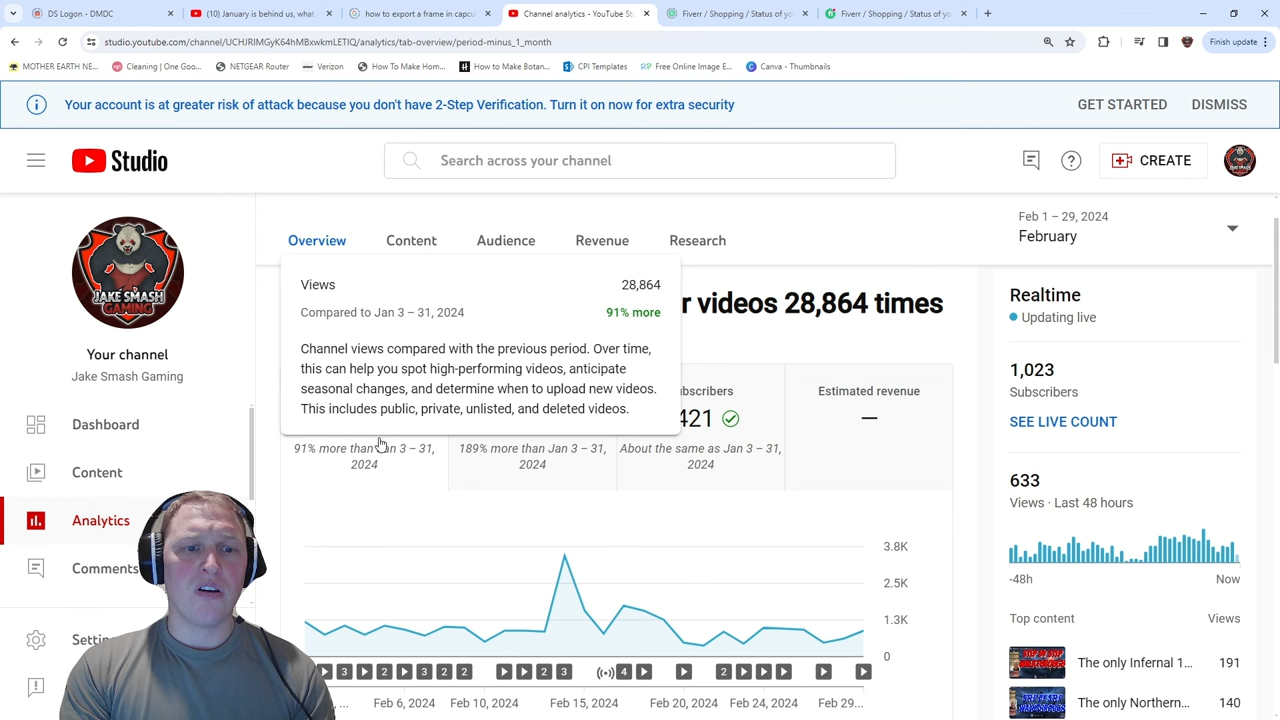 DS Logon - DMDC
(10) January is behind us, what
how to export a frame in capcu
Channel analytics - YouTube St
Fiverr / Shopping / Status of yo
Fiverr / Shopping / Status of yo
studio.youtube.com/channel/UCHJRlMGyK64hMBxwkmLETIQ/analytics/tab-overview/period-minus_1_month
Finish update
MOTHER EARTH NE...
Cleaning | One Goo...
NETGEAR Router
Verizon
How To Make Hom...
How to Make Botan...
CPI Templates
RP Free Online Image E...
Canva - Thumbnails
Your account is at greater risk of attack because you don't have 2-Step Verification. Turn it on now for extra security
GET STARTED
DISMISS
Studio
Search across your channel
CREATE
JAKE SMASH
GAMING
Your channel
Jake Smash Gaming
Dashboard
Content
Analytics
Comments
Overview
Content
Audience
Revenue
Research
Feb 1 – 29, 2024
February
Views 28,864
Compared to Jan 3 – 31, 2024 91% more
Channel views compared with the previous period. Over time,
this can help you spot high-performing videos, anticipate
seasonal changes, and determine when to upload new videos.
This includes public, private, unlisted, and deleted videos.
videos 28,864 times
421
Estimated revenue
—
91% more than Jan 3 – 31,
2024
189% more than Jan 3 – 31,
2024
About the same as Jan 3 – 31,
2024
3.8K
2.5K
1.3K
0
2 3 2 2 2 3 4 2
Feb 6, 2024
Feb 10, 2024
Feb 15, 2024
Feb 20, 2024
Feb 24, 2024
Feb 29...
Realtime
Updating live
1,023
Subscribers
SEE LIVE COUNT
633
Views · Last 48 hours
-48h
Now
Top content
Views
The only Infernal 1...
191
The only Northern...
140